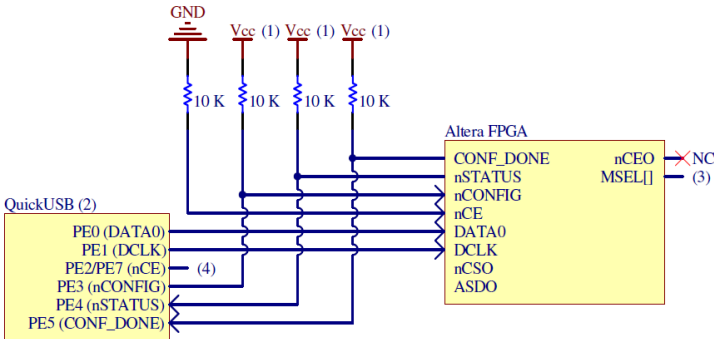 GND
Vcc (1) Vcc (1) Vcc (1)
10 K 10 K 10 K 10 K
Altera FPGA
CONF_DONE nCEO NC
nSTATUS MSEL[] (3)
nCONFIG
QuickUSB (2)
nCE
PE0 (DATA0) DATA0
PE1 (DCLK) DCLK
PE2/PE7 (nCE) (4) nCSO
PE3 (nCONFIG) ASDO
PE4 (nSTATUS)
PE5 (CONF_DONE)